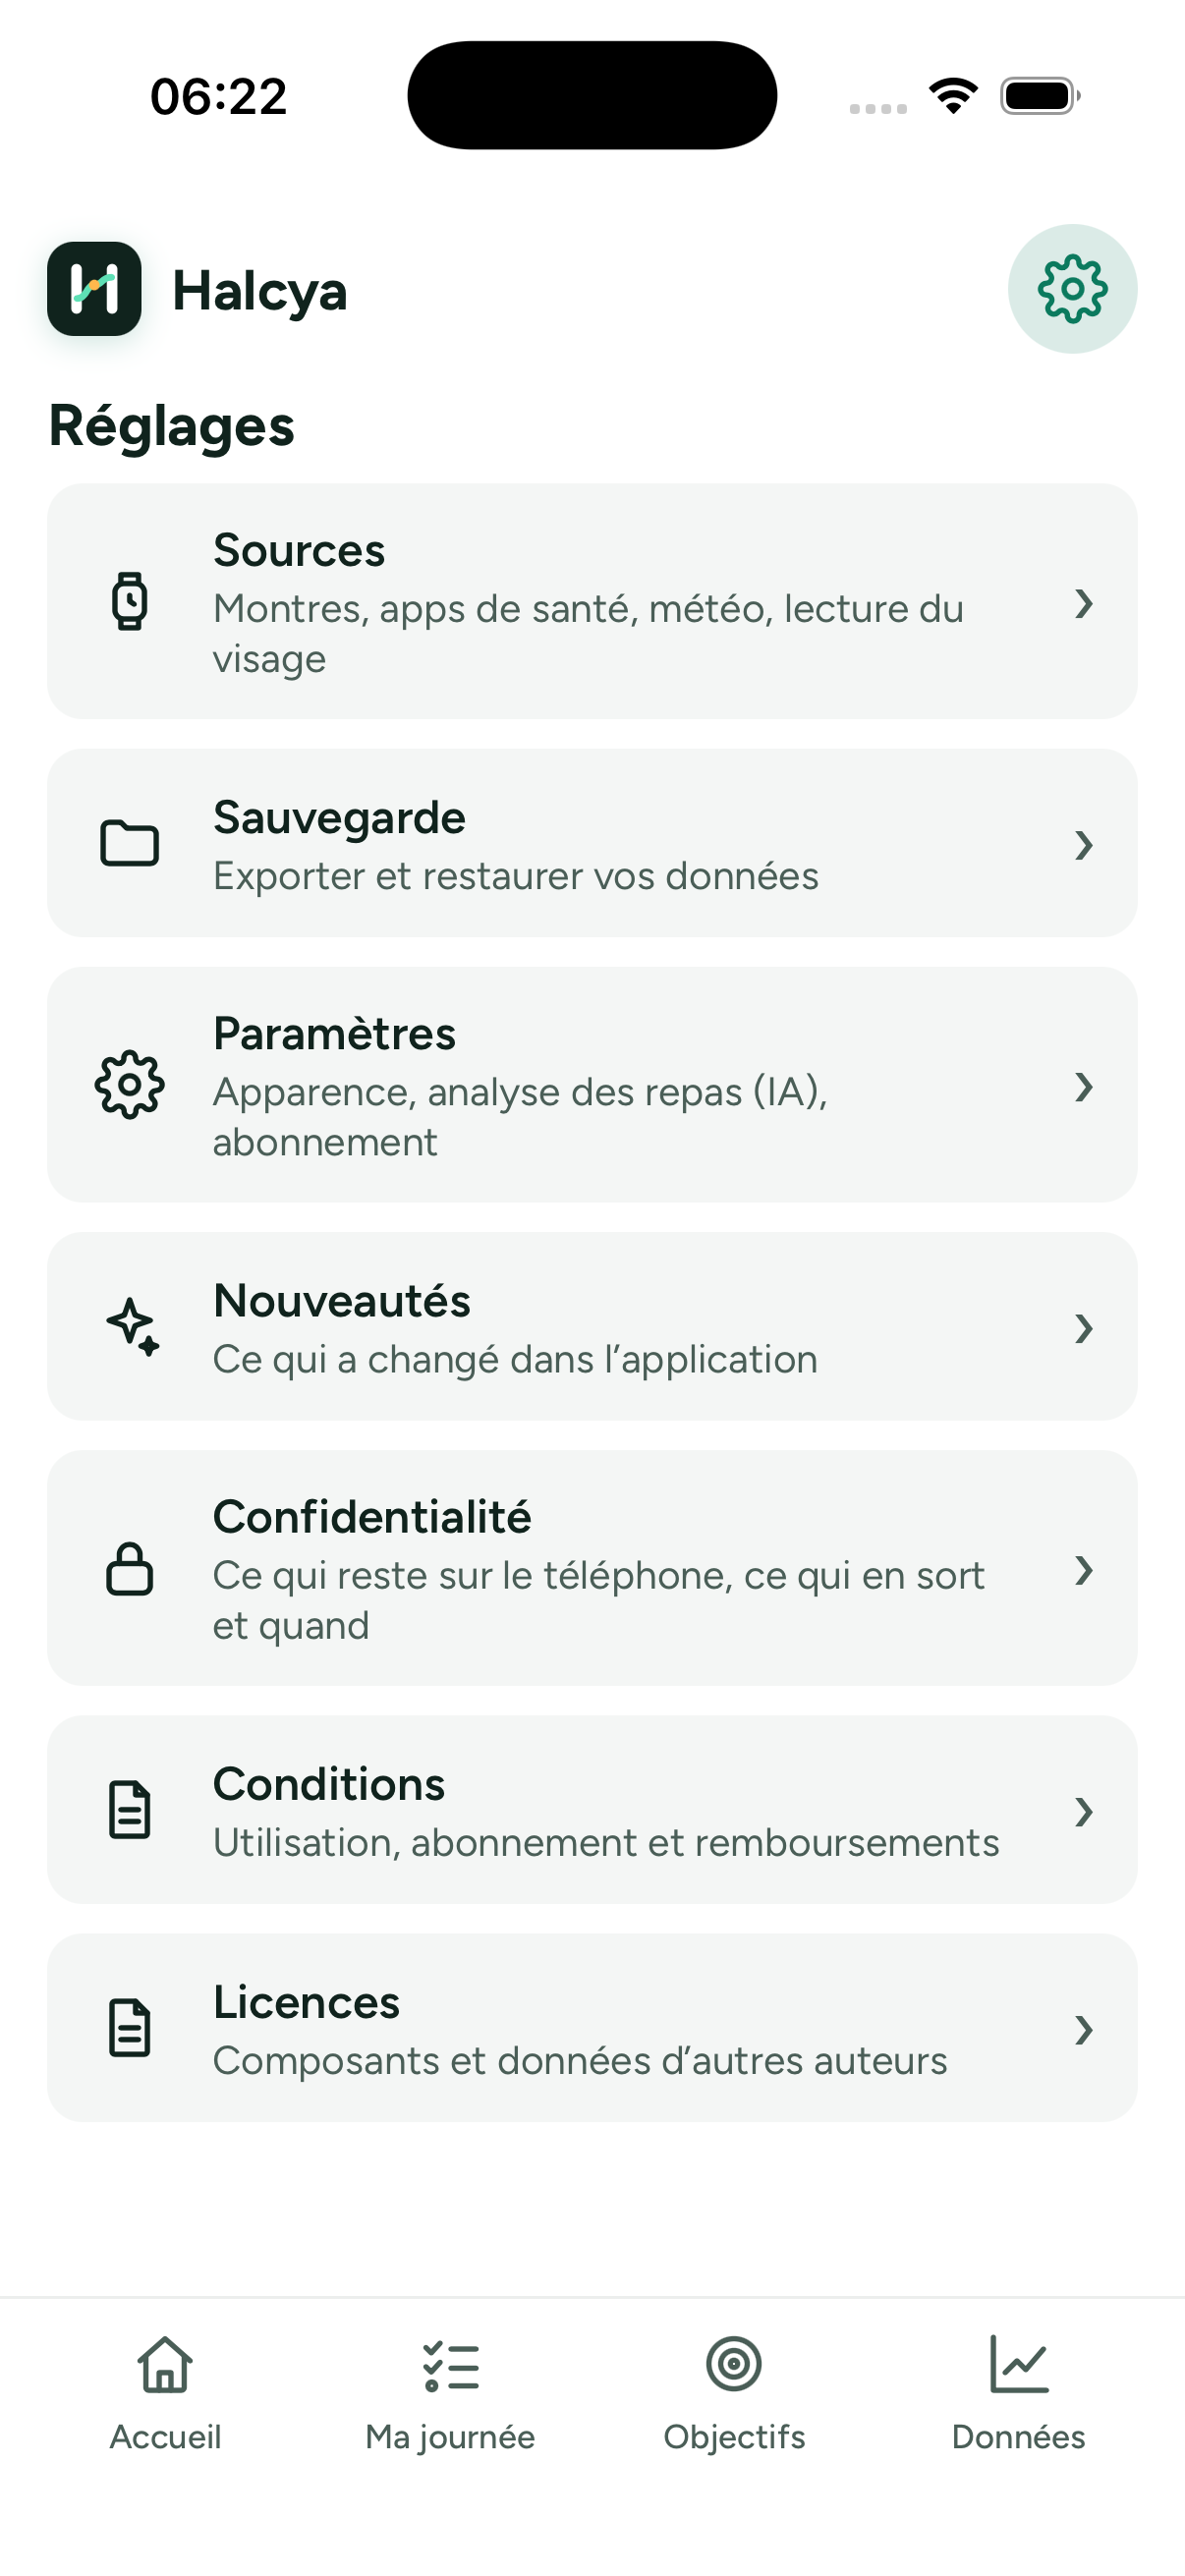 06:22
Halcya
Réglages
Sources
Montres, apps de santé, météo, lecture du
visage
Sauvegarde
Exporter et restaurer vos données
Paramètres
Apparence, analyse des repas (IA),
abonnement
Nouveautés
Ce qui a changé dans l’application
Confidentialité
Ce qui reste sur le téléphone, ce qui en sort
et quand
Conditions
Utilisation, abonnement et remboursements
Licences
Composants et données d’autres auteurs
Accueil
Ma journée
Objectifs
Données